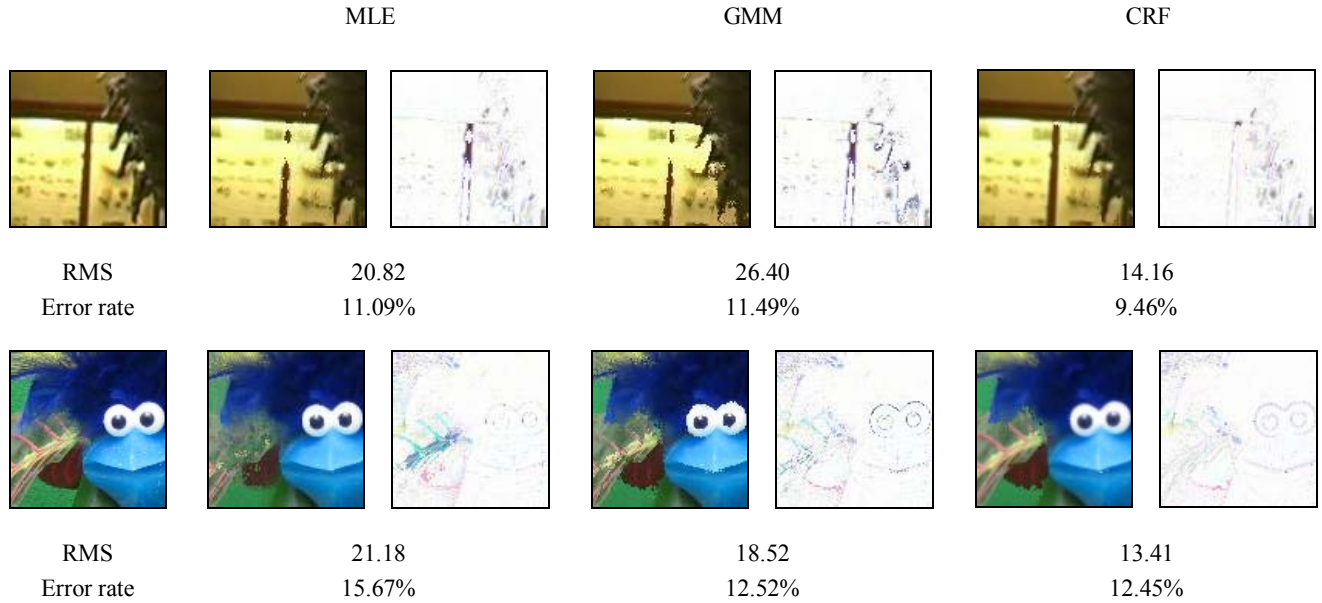 MLE GMM CRF
RMS 20.82 26.40 14.16
Error rate 11.09% 11.49% 9.46%
RMS 21.18 18.52 13.41
Error rate 15.67% 12.52% 12.45%